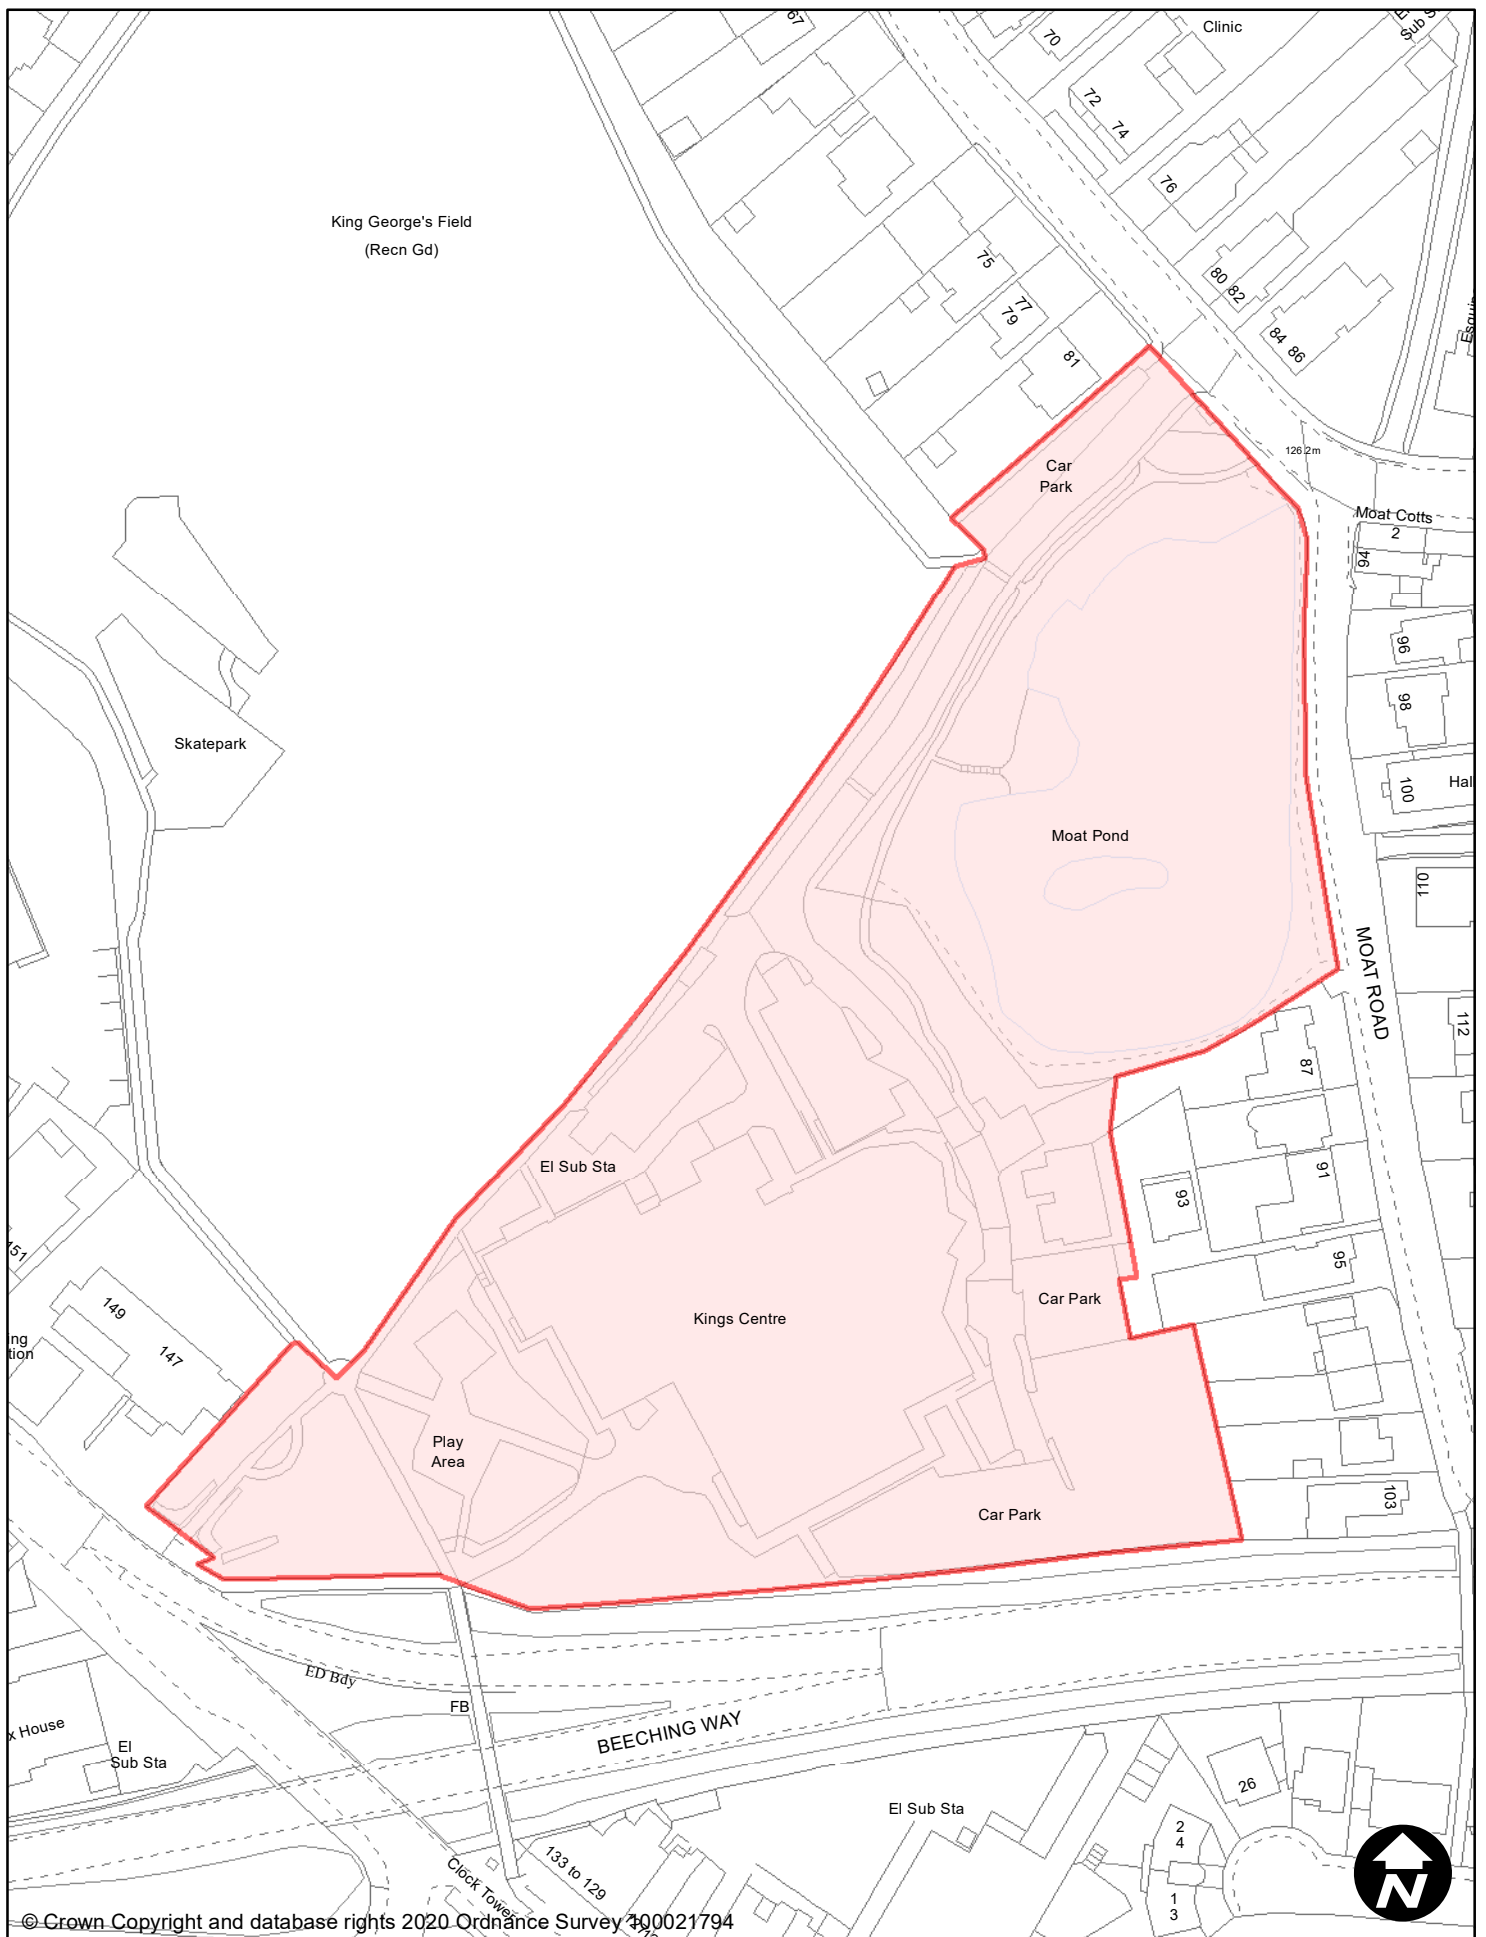 67
Clinic
Sub S
70
72
74
76
King George's Field
(Recn Gd)
75
77
79
80
82
84
86
81
Car
Park
126.2m
Moat Cotts
2
94
96
98
Skatepark
100
Hal
Moat Pond
110
MOAT ROAD
112
87
El Sub Sta
91
93
151
95
149
Car Park
Kings Centre
ing
tion
147
Play
Area
103
Car Park
ED Bdy
FB
BEECHING WAY
x House
El
Sub Sta
26
El Sub Sta
2
4
133 to 129
Clock Tower
1
3
N
© Crown Copyright and database rights 2020 Ordnance Survey 100021794